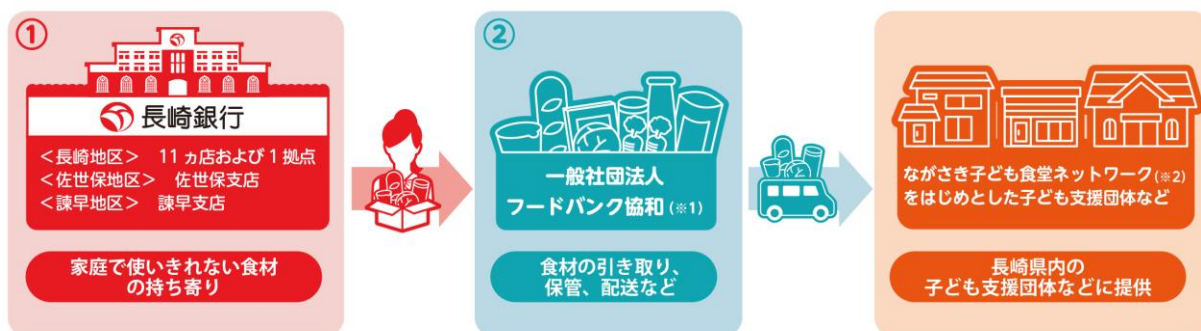 ①
長崎銀行
＜長崎地区＞　11ヵ店および1拠点
＜佐世保地区＞　佐世保支店
＜諫早地区＞　諫早支店
家庭で使いきれない食材
の持ち寄り
②
一般社団法人
フードバンク協和(※1)
食材の引き取り、
保管、配送など
ながさき子ども食堂ネットワーク(※2)
をはじめとした子ども支援団体など
長崎県内の
子ども支援団体などに提供